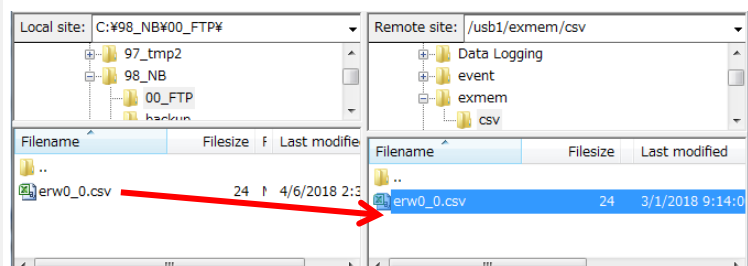 Local site: C:¥98_NB¥00_FTP¥
97_tmp2
98_NB
00_FTP
backup
Filename Filesize F Last modifie
..
erw0_0.csv 24 4/6/2018 2:3
Remote site: /usb1/exmem/csv
Data Logging
event
exmem
csv
Filename Filesize Last modified
..
erw0_0.csv 24 3/1/2018 9:14:0